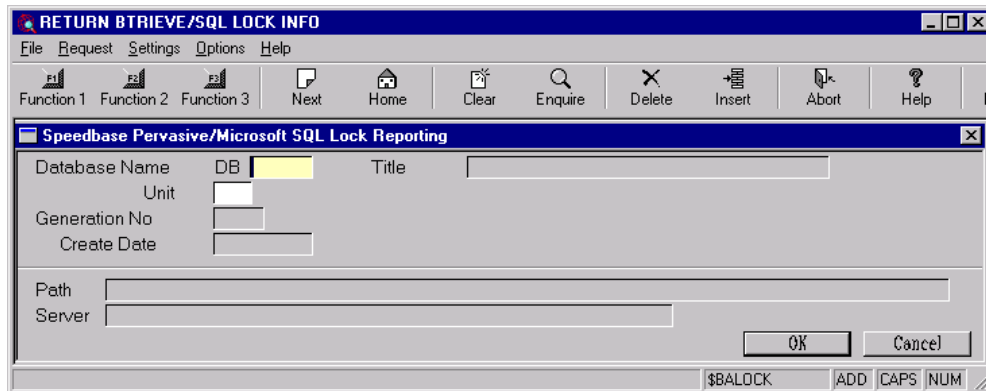 RETURN BTRIEVE/SQL LOCK INFO
File Request Settings Options Help
F1 F2 F3
Function 1 Function 2 Function 3 Next Home Clear Enquire Delete Insert Abort Help
Speedbase Pervasive/Microsoft SQL Lock Reporting
Database Name DB Title
Unit
Generation No
Create Date
Path
Server
OK Cancel
$BALOCK ADD CAPS NUM